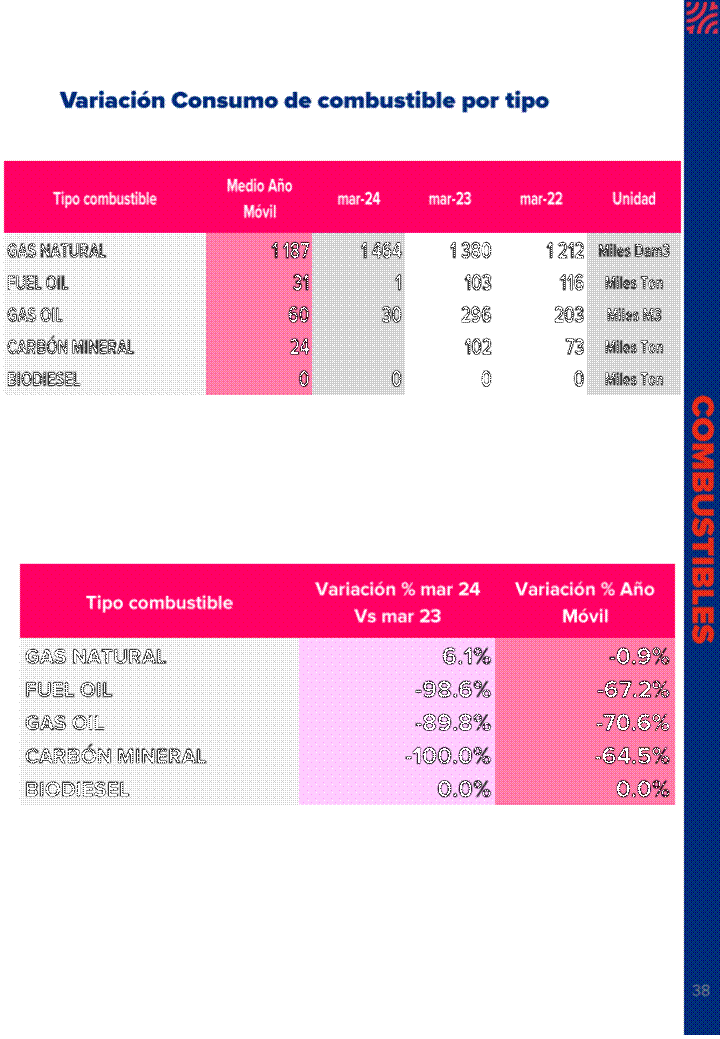 Variación Consumo de combustible por tipo
Tipo combustible Medio Año Móvil mar-24 mar-23 mar-22 Unidad
GAS NATURAL 1 187 1 464 1 380 1 212 Miles Dam3
FUEL OIL 31 1 103 116 Miles Ton
GAS OIL 60 30 296 203 Miles M3
CARBÓN MINERAL 24 102 73 Miles Ton
BIODIESEL 0 0 0 0 Miles Ton
COMBUSTIBLES
Tipo combustible Variación % mar 24 Vs mar 23 Variación % Año Móvil
GAS NATURAL 6.1% -0.9%
FUEL OIL -98.6% -67.2%
GAS OIL -89.8% -70.6%
CARBÓN MINERAL -100.0% -64.5%
BIODIESEL 0.0% 0.0%
38